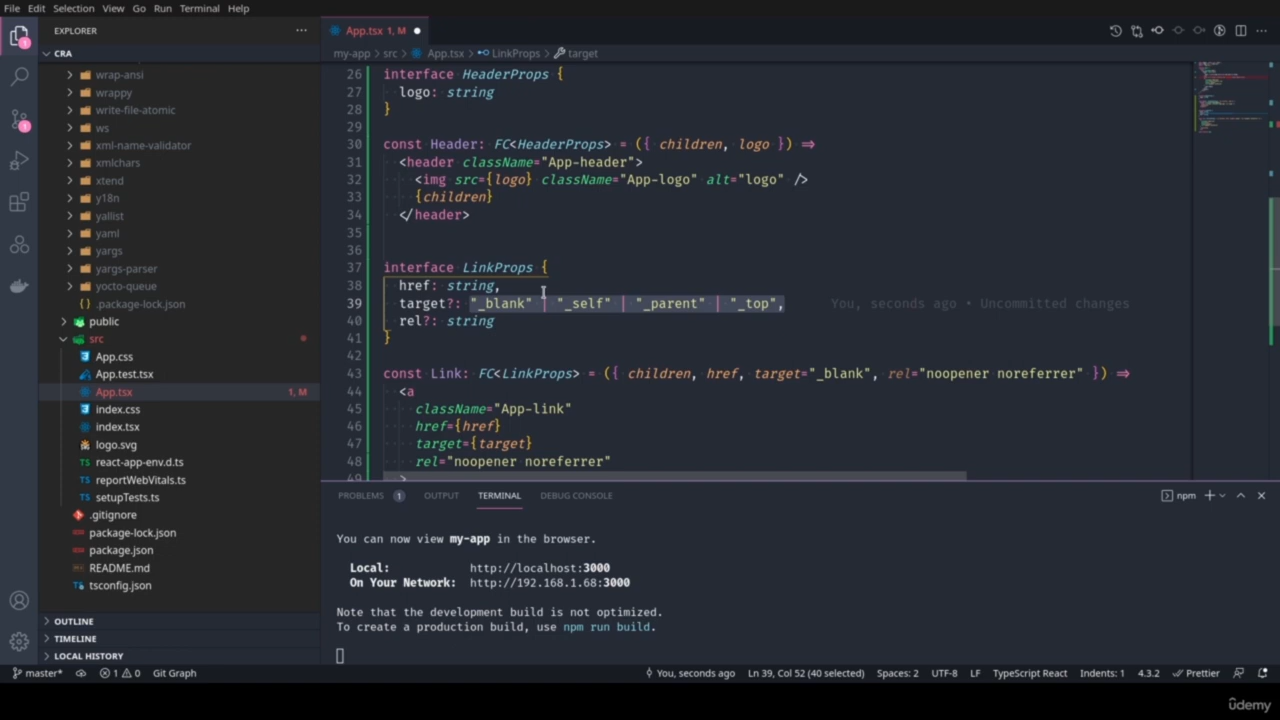 File Edit Selection View Go Run Terminal Help
EXPLORER
CRA
wrap-ansi
wrappy
write-file-atomic
ws
xml-name-validator
xmlchars
xtend
y18n
yallist
yaml
yargs
yargs-parser
yocto-queue
.package-lock.json
public
src
App.css
App.test.tsx
App.tsx 1, M
index.css
index.tsx
logo.svg
react-app-env.d.ts
reportWebVitals.ts
setupTests.ts
.gitignore
package-lock.json
package.json
README.md
tsconfig.json
OUTLINE
TIMELINE
LOCAL HISTORY
App.tsx 1, M
my-app > src > App.tsx > LinkProps > target
26 interface HeaderProps {
27 logo: string
28 }
29
30 const Header: FC<HeaderProps> = ({ children, logo }) ⇒
31 <header className="App-header">
32 <img src={logo} className="App-logo" alt="logo" />
33 {children}
34 </header>
35
36
37 interface LinkProps {
38 href: string,
39 target?: "_blank" | "_self" | "_parent" | "_top", You, seconds ago • Uncommitted changes
40 rel?: string
41 }
42
43 const Link: FC<LinkProps> = ({ children, href, target="_blank", rel="noopener noreferrer" }) ⇒
44 <a
45 className="App-link"
46 href={href}
47 target={target}
48 rel="noopener noreferrer"
49 >
PROBLEMS 1 OUTPUT TERMINAL DEBUG CONSOLE npm
You can now view my-app in the browser.
Local: http://localhost:3000
On Your Network: http://192.168.1.68:3000
Note that the development build is not optimized.
To create a production build, use npm run build.
master* 1 0 Git Graph You, seconds ago Ln 39, Col 52 (40 selected) Spaces: 2 UTF-8 LF TypeScript React Indents: 1 4.3.2 Prettier
1
1
udemy